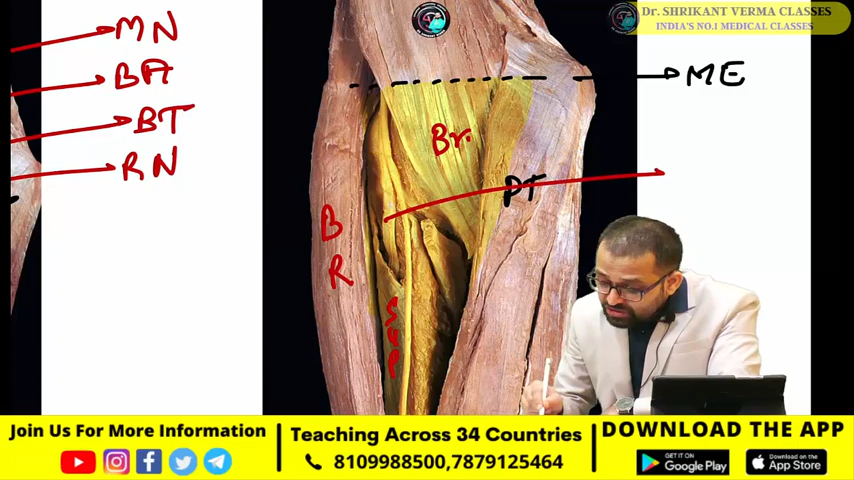 Dr. SHRIKANT VERMA CLASSES
INDIA'S NO.1 MEDICAL CLASSES
MN
BA
BT
RN
ME
Br.
PT
B
R
Join Us For More Information
Teaching Across 34 Countries
8109988500,7879125464
DOWNLOAD THE APP
GET IT ON
Google Play
Download on the
App Store